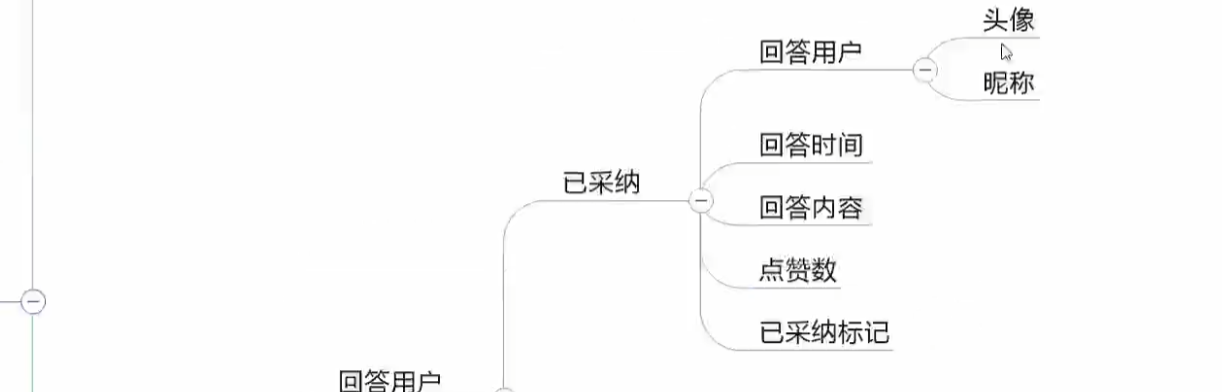 头像
回答用户
昵称
回答时间
已采纳
回答内容
点赞数
已采纳标记
回答用户